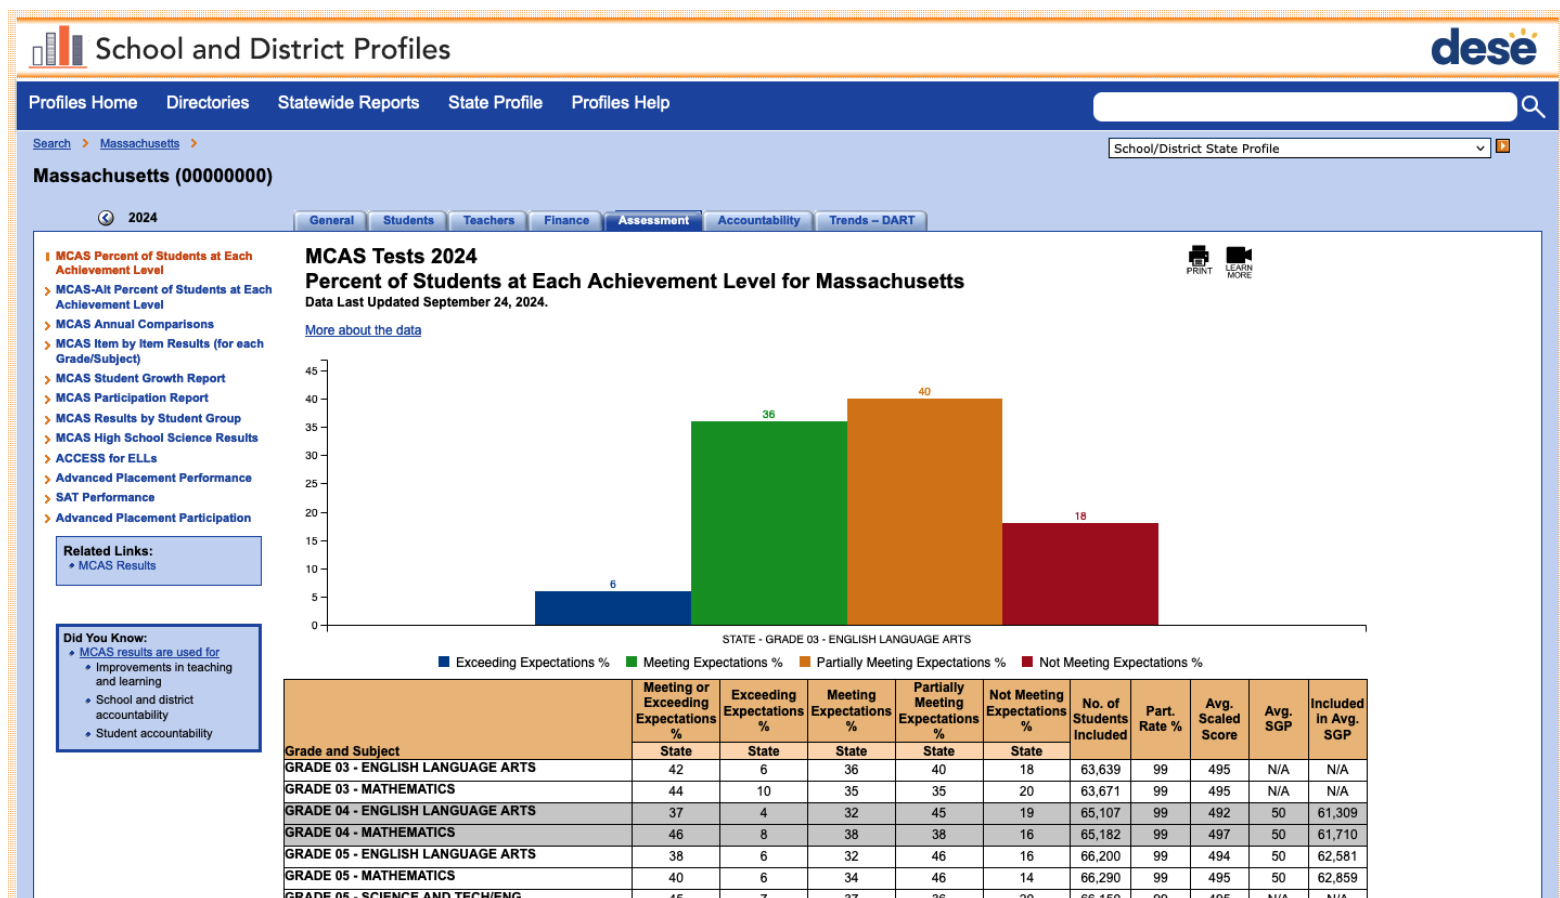 School and District Profiles
dese
Profiles Home Directories Statewide Reports State Profile Profiles Help
Search Massachusetts
School/District State Profile
Massachusetts (00000000)
2024
General Students Teachers Finance Assessment Accountability Trends – DART
MCAS Percent of Students at Each
Achievement Level
MCAS-Alt Percent of Students at Each
Achievement Level
MCAS Annual Comparisons
MCAS Item by Item Results (for each
Grade/Subject)
MCAS Student Growth Report
MCAS Participation Report
MCAS Results by Student Group
MCAS High School Science Results
ACCESS for ELLs
Advanced Placement Performance
SAT Performance
Advanced Placement Participation
Related Links:
MCAS Results
Did You Know:
MCAS results are used for
Improvements in teaching
and learning
School and district
accountability
Student accountability
MCAS Tests 2024
Percent of Students at Each Achievement Level for Massachusetts
Data Last Updated September 24, 2024.
More about the data
PRINT
LEARN
MORE
45
40
35
30
25
20
15
10
5
0
6
36
40
18
STATE - GRADE 03 - ENGLISH LANGUAGE ARTS
Exceeding Expectations % Meeting Expectations % Partially Meeting Expectations % Not Meeting Expectations %
Grade and Subject
Meeting or
Exceeding
Expectations
%
Exceeding
Expectations
%
Meeting
Expectations
%
Partially
Meeting
Expectations
%
Not Meeting
Expectations
%
No. of
Students
Included
Part.
Rate %
Avg.
Scaled
Score
Avg.
SGP
Included
in Avg.
SGP
State State State State State
GRADE 03 - ENGLISH LANGUAGE ARTS 42 6 36 40 18 63,639 99 495 N/A N/A
GRADE 03 - MATHEMATICS 44 10 35 35 20 63,671 99 495 N/A N/A
GRADE 04 - ENGLISH LANGUAGE ARTS 37 4 32 45 19 65,107 99 492 50 61,309
GRADE 04 - MATHEMATICS 46 8 38 38 16 65,182 99 497 50 61,710
GRADE 05 - ENGLISH LANGUAGE ARTS 38 6 32 46 16 66,200 99 494 50 62,581
GRADE 05 - MATHEMATICS 40 6 34 46 14 66,290 99 495 50 62,859
GRADE 05 - SCIENCE AND TECH/ENG